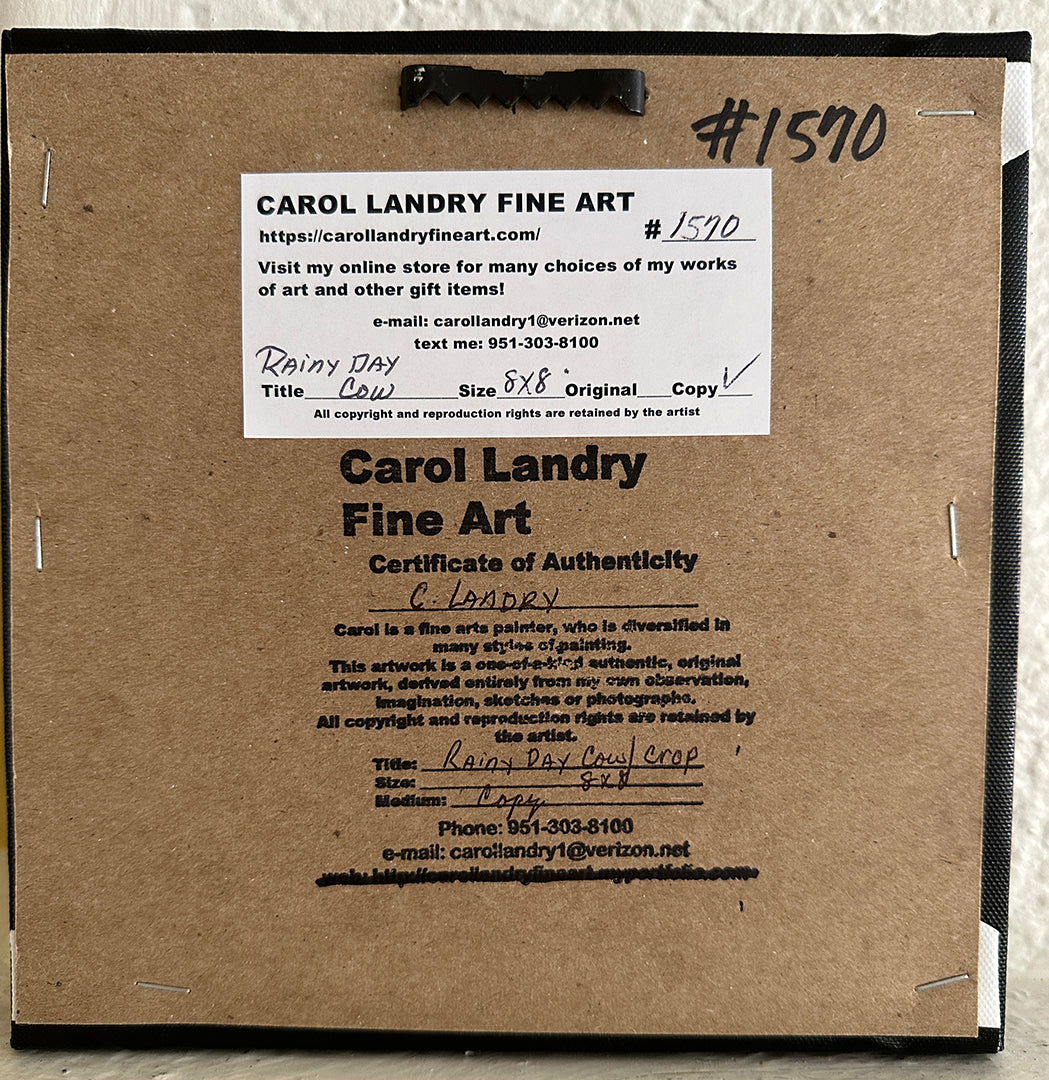 #1570
CAROL LANDRY FINE ART
https://carollandryfineart.com/ # 1570
Visit my online store for many choices of my works
of art and other gift items!
e-mail: carollandry1@verizon.net
text me: 951-303-8100
RAiNY DAY
Title COW Size 8X8" Original Copy ✓
All copyright and reproduction rights are retained by the artist
Carol Landry
Fine Art
Certificate of Authenticity
C. LANDRY
Carol is a fine arts painter, who is diversified in
many styles of painting.
This artwork is a one-of-a-kind authentic, original
artwork, derived entirely from my own observation,
imagination, sketches or photographs.
All copyright and reproduction rights are retained by
the artist.
Title: RAiNY DAY COW/ CROP
Size: 8x8
Medium: Copy
Phone: 951-303-8100
e-mail: carollandry1@verizon.net
web: http://carollandryfineart.myportfolio.com